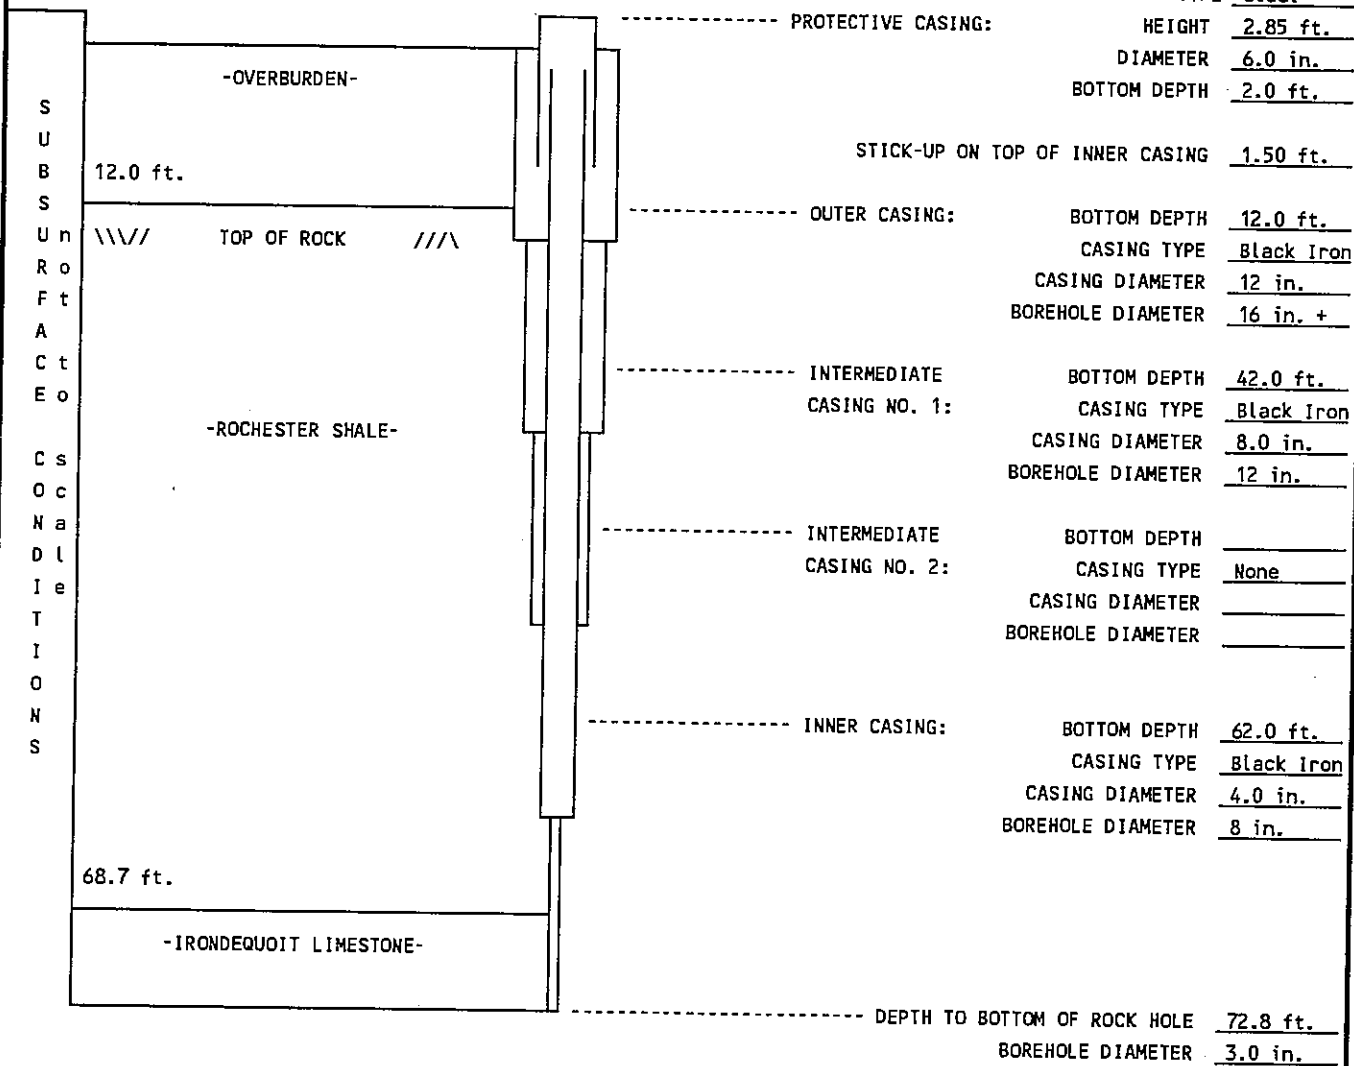 PROTECTIVE CASING: HEIGHT 2.85 ft.
-OVERBURDEN- DIAMETER 6.0 in.
BOTTOM DEPTH 2.0 ft.
STICK-UP ON TOP OF INNER CASING 1.50 ft.
12.0 ft.
OUTER CASING: BOTTOM DEPTH 12.0 ft.
\\\// TOP OF ROCK ///\
CASING TYPE Black Iron
CASING DIAMETER 12 in.
BOREHOLE DIAMETER 16 in. +
INTERMEDIATE BOTTOM DEPTH 42.0 ft.
CASING NO. 1: CASING TYPE Black Iron
-ROCHESTER SHALE- CASING DIAMETER 8.0 in.
BOREHOLE DIAMETER 12 in.
INTERMEDIATE BOTTOM DEPTH
CASING NO. 2: CASING TYPE None
CASING DIAMETER
BOREHOLE DIAMETER
INNER CASING: BOTTOM DEPTH 62.0 ft.
CASING TYPE Black Iron
CASING DIAMETER 4.0 in.
BOREHOLE DIAMETER 8 in.
68.7 ft.
-IRONDEQUOIT LIMESTONE-
DEPTH TO BOTTOM OF ROCK HOLE 72.8 ft.
BOREHOLE DIAMETER 3.0 in.
SUBSURFACE CONDITIONS
not to scale